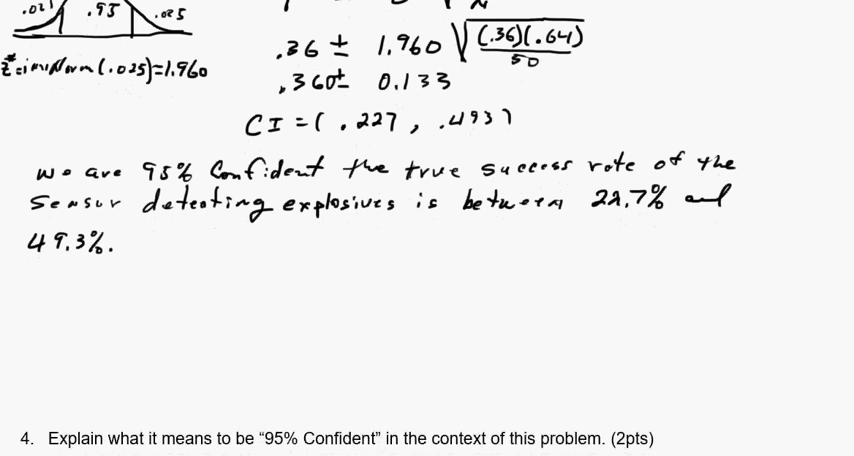 .025 .95 .025
.36 ± 1.960 √(.36)(.64)
50
z* = invNorm(.025)=1.960
.360± 0.133
CI = ( .227 , .493)
We are 95% Confident the true success rate of the
Sensor detecting explosives is between 22.7% and
49.3%.
4. Explain what it means to be “95% Confident” in the context of this problem. (2pts)